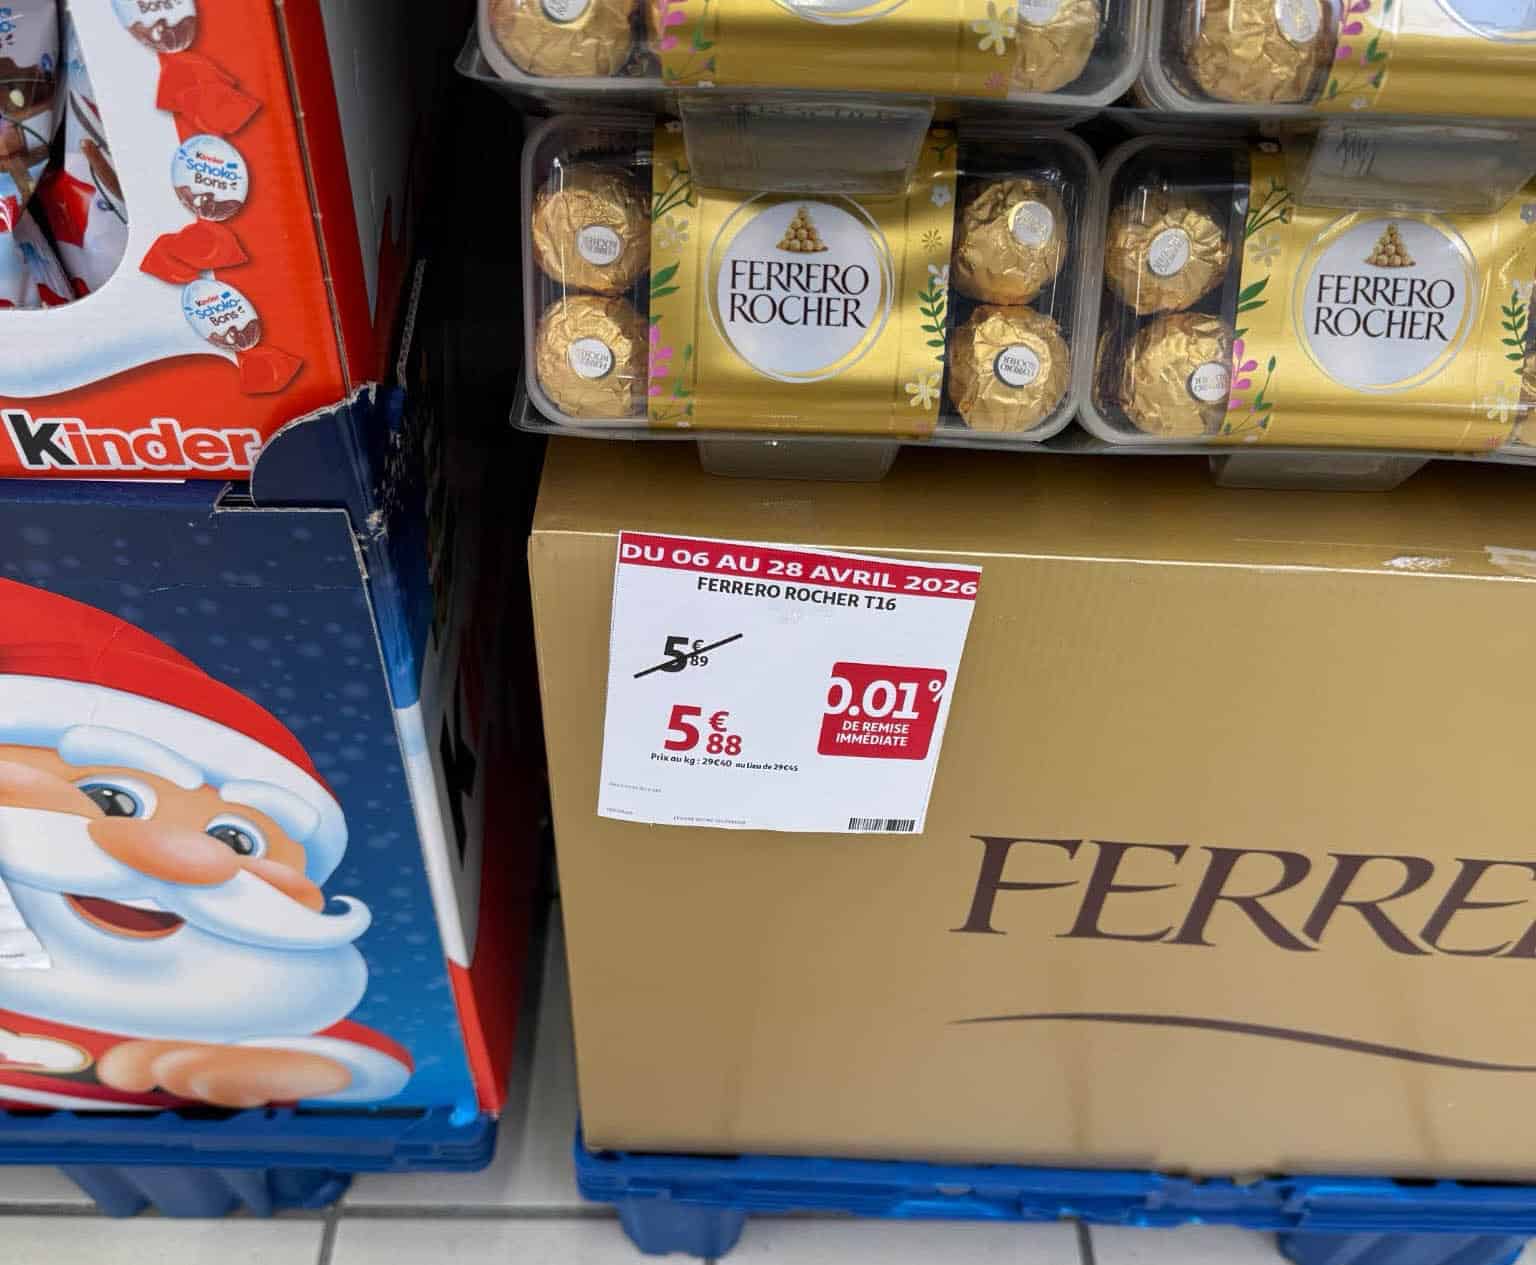 Bons
Kinder
Schoko-
Bons
Kinder
Schoko-
Bons
Kinder
FERRERO
ROCHER
FERRERO
ROCHER
DU 06 AU 28 AVRIL 2026
FERRERO ROCHER T16
5€89
5€88
0.01%
DE REMISE
IMMÉDIATE
Prix au kg : 29€40 au lieu de 29€45
FERRE